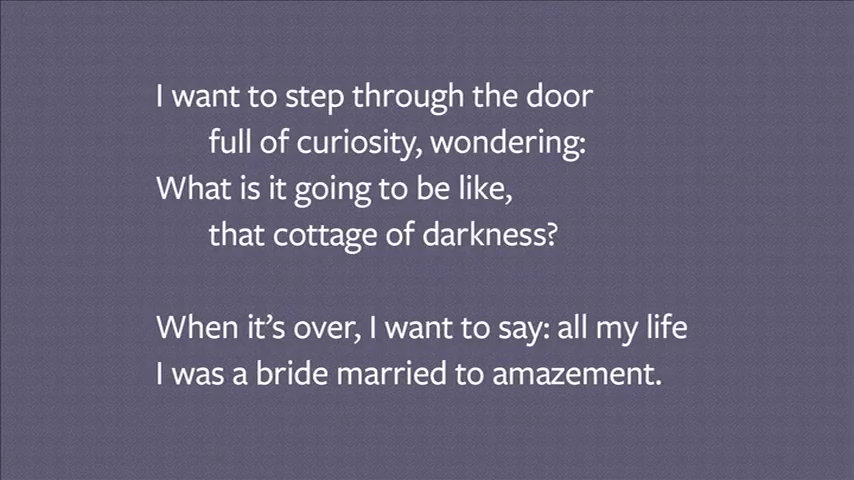 I want to step through the door
full of curiosity, wondering:
What is it going to be like,
that cottage of darkness?
When it’s over, I want to say: all my life
I was a bride married to amazement.